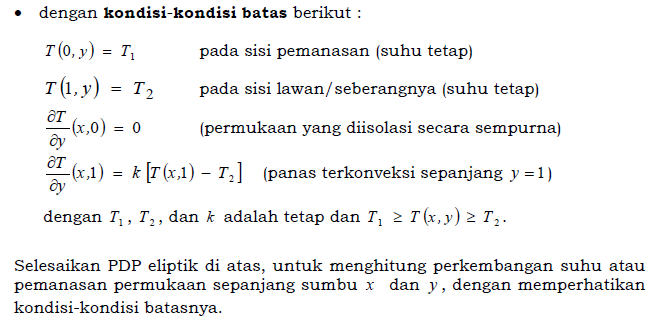 • dengan kondisi-kondisi batas berikut :
T(0, y) = T₁ pada sisi pemanasan (suhu tetap)
T(1, y) = T₂ pada sisi lawan/seberangnya (suhu tetap)
∂T/∂y (x,0) = 0 (permukaan yang diisolasi secara sempurna)
∂T/∂y (x,1) = k [T(x,1) − T₂] (panas terkonveksi sepanjang y = 1)
dengan T₁, T₂, dan k adalah tetap dan T₁ ≥ T(x, y) ≥ T₂.
Selesaikan PDP eliptik di atas, untuk menghitung perkembangan suhu atau
pemanasan permukaan sepanjang sumbu x dan y, dengan memperhatikan
kondisi-kondisi batasnya.